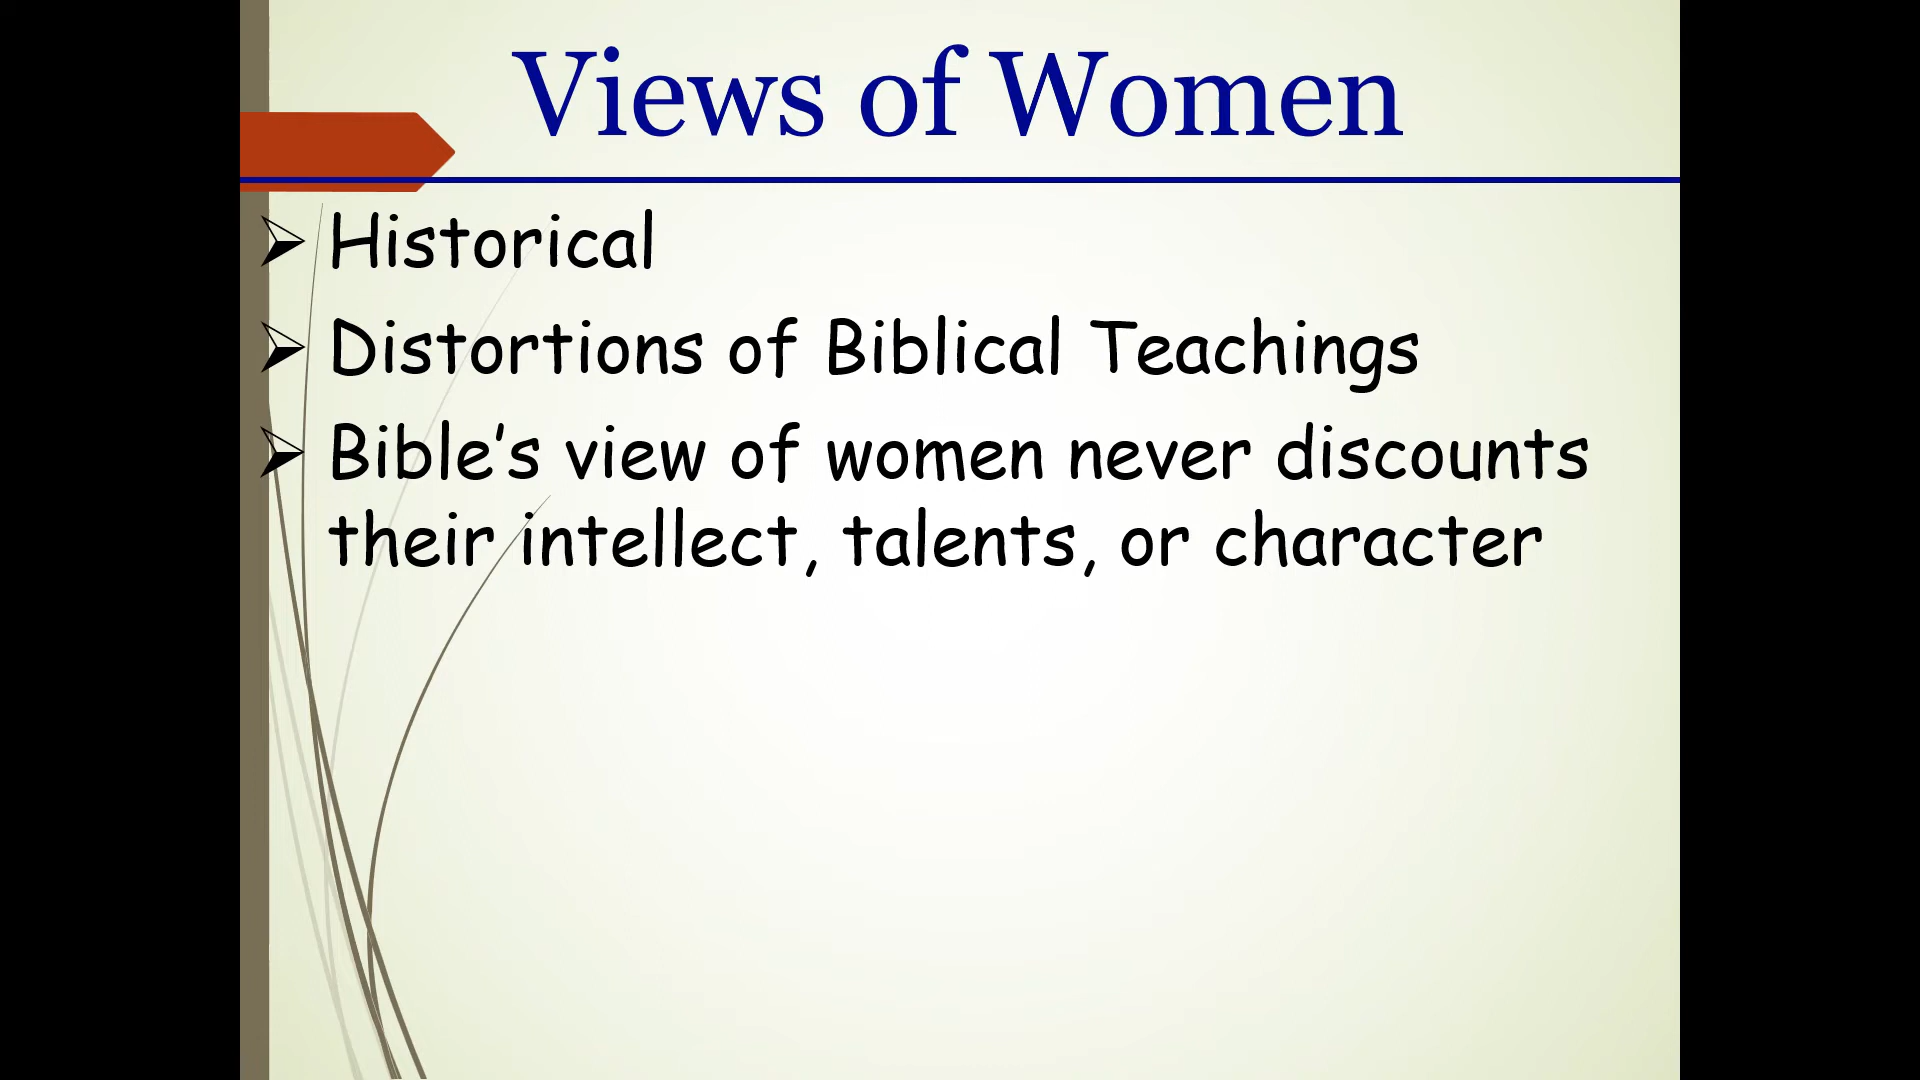 Views of Women
Historical
Distortions of Biblical Teachings
Bible’s view of women never discounts
their intellect, talents, or character